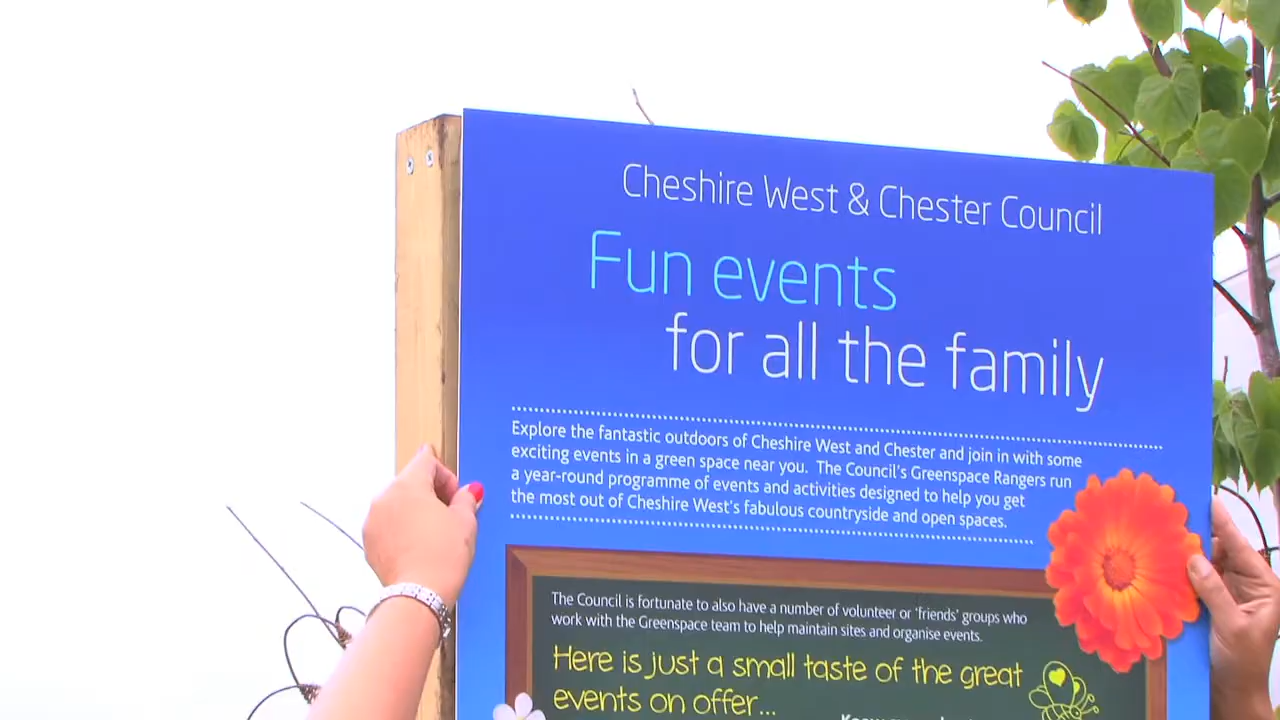 Cheshire West & Chester Council
Fun events
for all the family
Explore the fantastic outdoors of Cheshire West and Chester and join in with some
exciting events in a green space near you. The Council's Greenspace Rangers run
a year-round programme of events and activities designed to help you get
the most out of Cheshire West's fabulous countryside and open spaces.
The Council is fortunate to also have a number of volunteer or 'friends' groups who
work with the Greenspace team to help maintain sites and organise events.
Here is just a small taste of the great
events on offer...